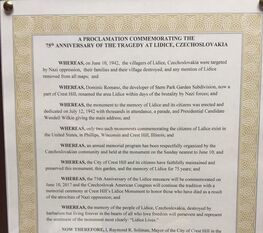 A PROCLAMATION COMMEMORATING THE
75TH ANNIVERSARY OF THE TRAGEDY AT LIDICE, CZECHOSLOVAKIA
WHEREAS, on June 10, 1942, the villagers of Lidice, Czechoslovakia were targeted
by Nazi oppression, their families and their village destroyed, and any mention of Lidice
removed from all maps; and
WHEREAS, Dominic Romano, the developer of Stern Park Gardens Subdivision, now a
part of Crest Hill, renamed the area Lidice within days of the brutality by Nazi forces; and
WHEREAS, the monument to the memory of Lidice and its citizens was erected and
dedicated on July 12, 1942 with thousands in attendance, a parade, and Presidential Candidate
Wendell Wilkie giving the main address; and
WHEREAS, only two such monuments commemorating the citizens of Lidice exist in
the United States, in Phillips, Wisconsin and Crest Hill, Illinois; and
WHEREAS, an annual memorial program has been respectfully organized by the
Czechoslovakian community and held at the monument on the Sunday nearest to June 10; and
WHEREAS, the City of Crest Hill and its citizens have faithfully maintained and
preserved this monument, this garden, and the memory of Lidice for 75 years; and
WHEREAS, the 75th Anniversary of the Lidice massacre will be commemorated on
June 10, 2017 and the Czechoslovak American Congress will continue the tradition with a
memorial ceremony at Crest Hill's Lidice Monument to honor those who have died as a result of
the atrocities of Nazi oppression; and
WHEREAS, the memory of the people of Lidice, Czechoslovakia, destroyed by
barbarism but living forever in the hearts of all who love freedom will persevere and represent
the sentiment of the monument most clearly - "Lidice Lives."
NOW THEREFORE, I, Raymond R. Soliman, Mayor of the City of Crest Hill in the